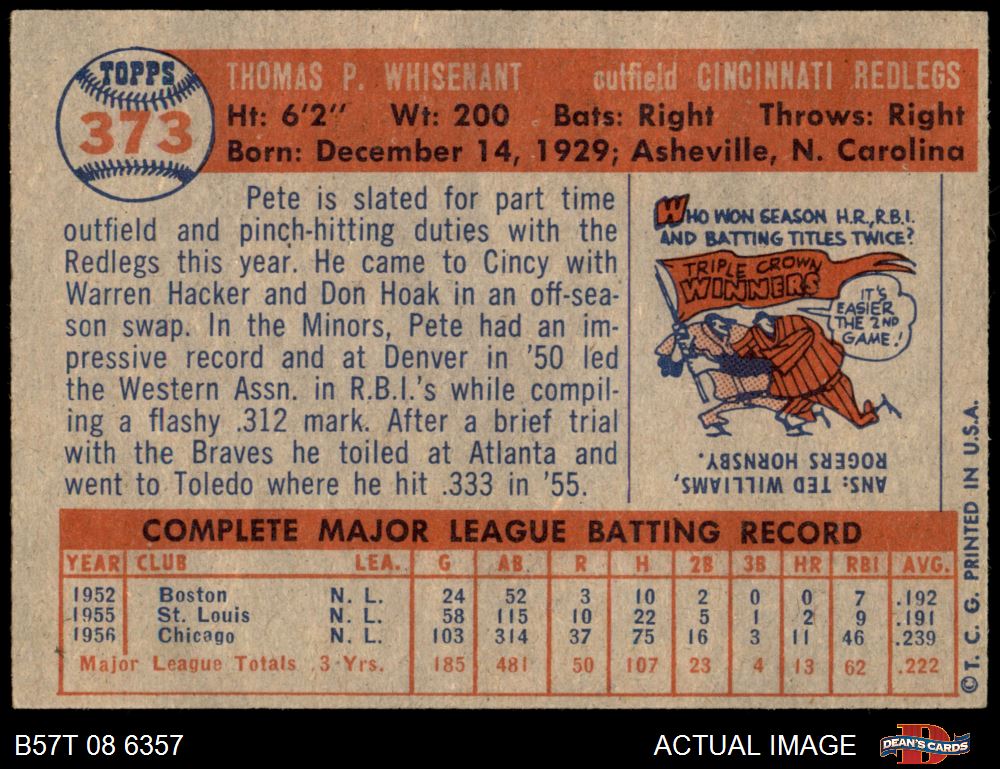 TOPPS
373
THOMAS P. WHISENANT outfield CINCINNATI REDLEGS
Ht: 6'2" Wt: 200 Bats: Right Throws: Right
Born: December 14, 1929; Asheville, N. Carolina
Pete is slated for part time
outfield and pinch-hitting duties with the
Redlegs this year. He came to Cincy with
Warren Hacker and Don Hoak in an off-sea-
son swap. In the Minors, Pete had an im-
pressive record and at Denver in '50 led
the Western Assn. in R.B.I.'s while compil-
ing a flashy .312 mark. After a brief trial
with the Braves he toiled at Atlanta and
went to Toledo where he hit .333 in '55.
WHO WON SEASON H.R., R.B.I.
AND BATTING TITLES TWICE?
TRIPLE CROWN
WINNERS
IT'S
EASIER
THE 2ND
GAME!
ANS: TED WILLIAMS,
ROGERS HORNSBY.
COMPLETE MAJOR LEAGUE BATTING RECORD
YEAR CLUB LEA. G AB. R H 2B 3B HR RBI AVG.
1952 Boston N. L. 24 52 3 10 2 0 0 7 .192
1955 St. Louis N. L. 58 115 10 22 5 1 2 9 .191
1956 Chicago N. L. 103 314 37 75 16 3 11 46 .239
Major League Totals 3 Yrs. 185 481 50 107 23 4 13 62 .222
© T. C. G. PRINTED IN U.S.A.
B57T 08 6357
ACTUAL IMAGE
DEAN'S CARDS